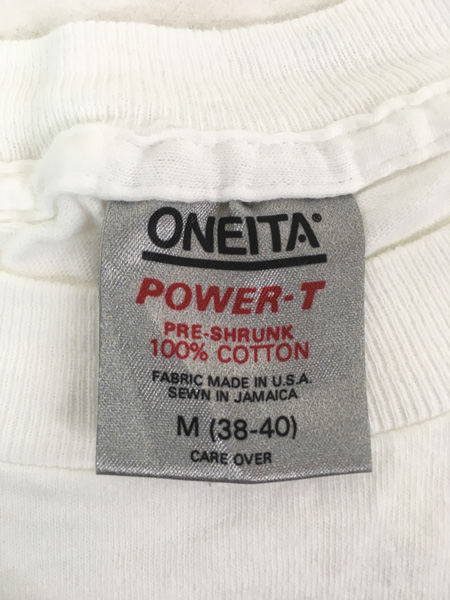 ONEITA®
POWER-T
PRE-SHRUNK
100% COTTON
FABRIC MADE IN U.S.A.
SEWN IN JAMAICA
M (38-40)
CARE OVER